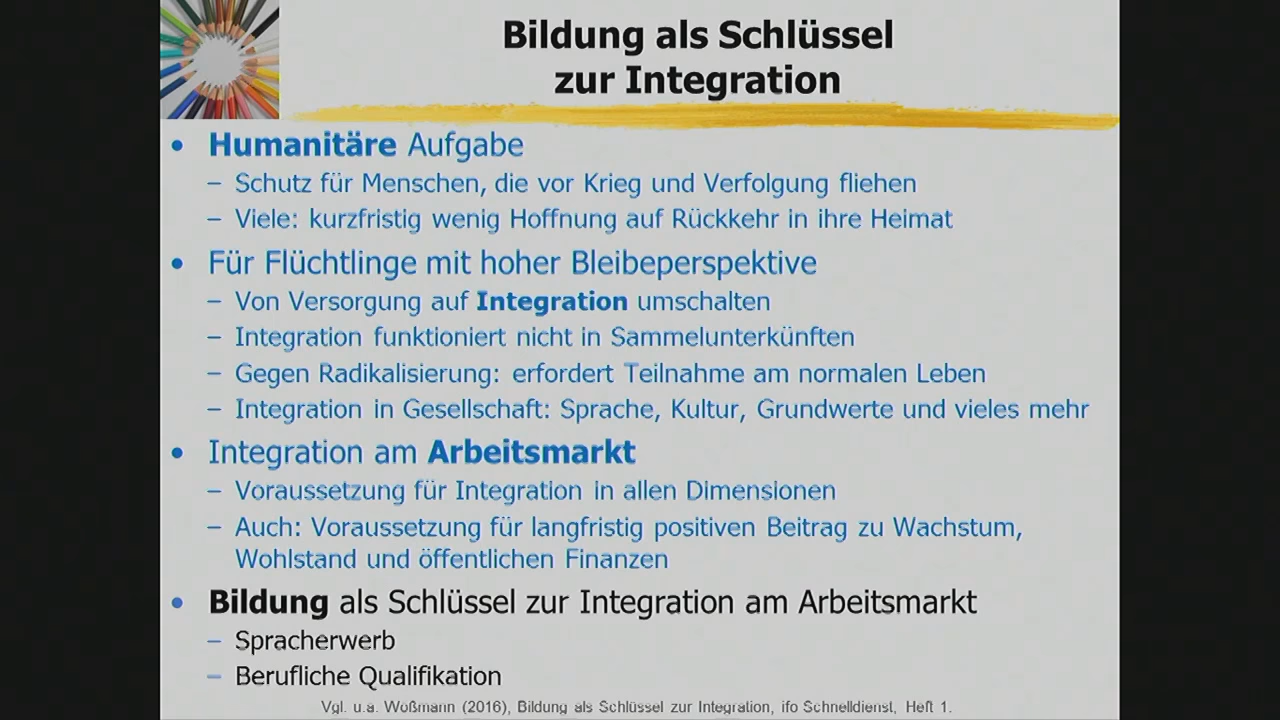 Bildung als Schlüssel
zur Integration
• Humanitäre Aufgabe
– Schutz für Menschen, die vor Krieg und Verfolgung fliehen
– Viele: kurzfristig wenig Hoffnung auf Rückkehr in ihre Heimat
• Für Flüchtlinge mit hoher Bleibeperspektive
– Von Versorgung auf Integration umschalten
– Integration funktioniert nicht in Sammelunterkünften
– Gegen Radikalisierung: erfordert Teilnahme am normalen Leben
– Integration in Gesellschaft: Sprache, Kultur, Grundwerte und vieles mehr
• Integration am Arbeitsmarkt
– Voraussetzung für Integration in allen Dimensionen
– Auch: Voraussetzung für langfristig positiven Beitrag zu Wachstum,
Wohlstand und öffentlichen Finanzen
• Bildung als Schlüssel zur Integration am Arbeitsmarkt
– Spracherwerb
– Berufliche Qualifikation
Vgl. u.a. Woßmann (2016), Bildung als Schlüssel zur Integration, ifo Schnelldienst, Heft 1.